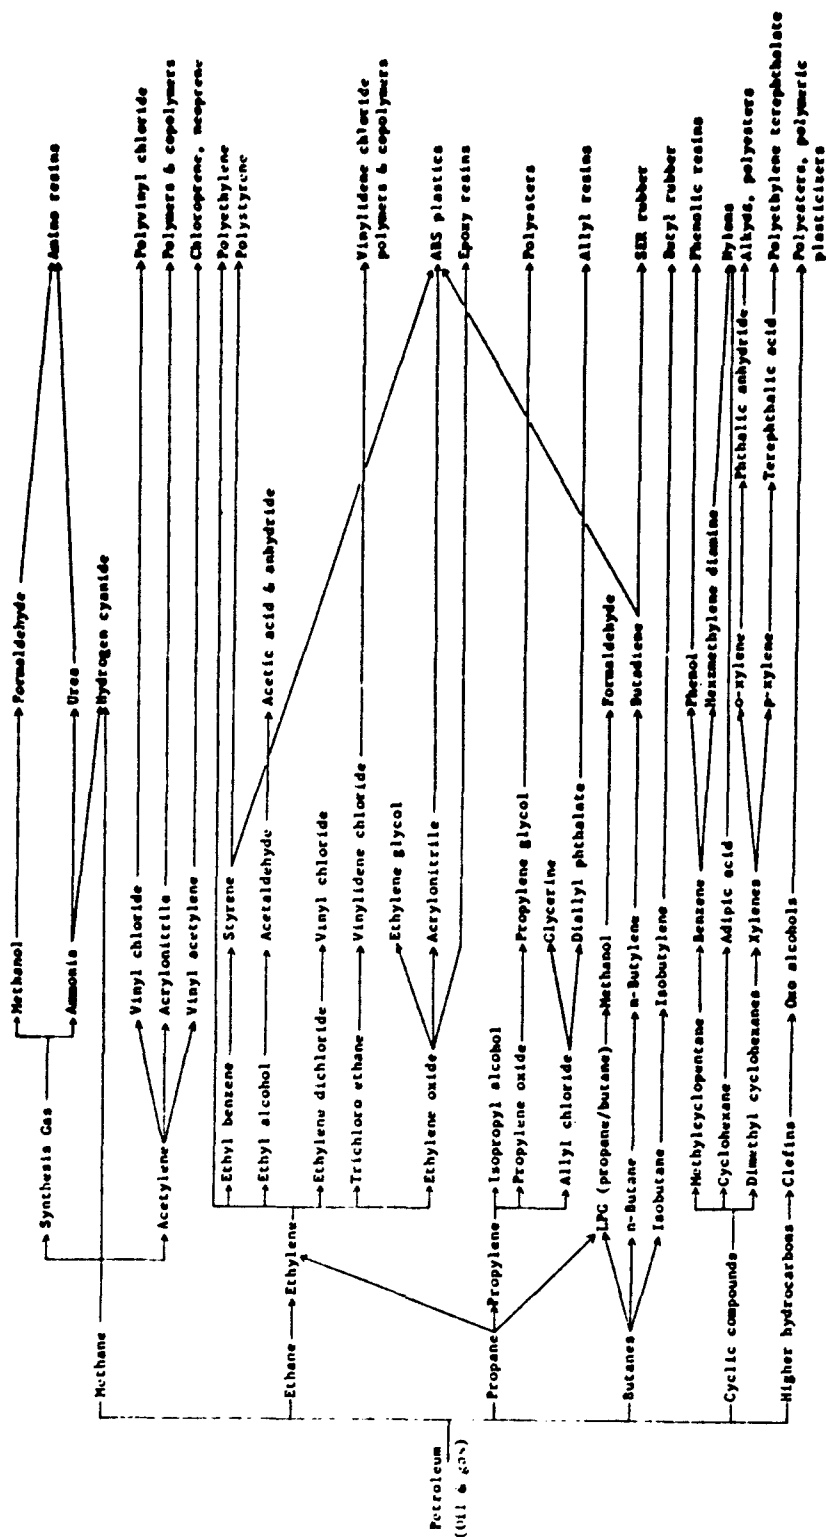 Petroleum
(Oil & gas)
Methane
Ethane
Propane
Butanes
Cyclic compounds
Higher hydrocarbons
Synthesis Gas
Acetylene
Ethylene
Propylene
LPG (propane/butane)
n-Butane
Isobutane
Methylcyclopentane
Cyclohexane
Dimethyl cyclohexanes
Clefins
Methanol
Ammonia
Vinyl chloride
Acrylonitrile
Vinyl acetylene
Ethyl benzene
Ethyl alcohol
Ethylene dichloride
Trichloro ethane
Ethylene oxide
Isopropyl alcohol
Propylene oxide
Allyl chloride
Methanol
n-Butylene
Isobutylene
Benzene
Adipic acid
Xylenes
Oxo alcohols
Styrene
Acetaldehyde
Vinyl chloride
Vinylidene chloride
Ethylene glycol
Acrylonitrile
Propylene glycol
Glycerine
Diallyl phthalate
Formaldehyde
Urea
Hydrogen cyanide
Acetic acid & anhydride
Formaldehyde
Butadiene
Phenol
Hexamethylene diamine
o-xylene
p-xylene
Phthalic anhydride
Terephthalic acid
Amino resins
Polyvinyl chloride
Polymers & copolymers
Chloroprene, neoprene
Polyethylene
Polystyrene
Vinylidene chloride
polymers & copolymers
ABS plastics
Epoxy resins
Polyesters
Allyl resins
SBR rubber
Butyl rubber
Phenolic resins
Nylons
Alkyds, polyesters
Polyethylene terephthalate
Polyesters, polymeric
plasticizers